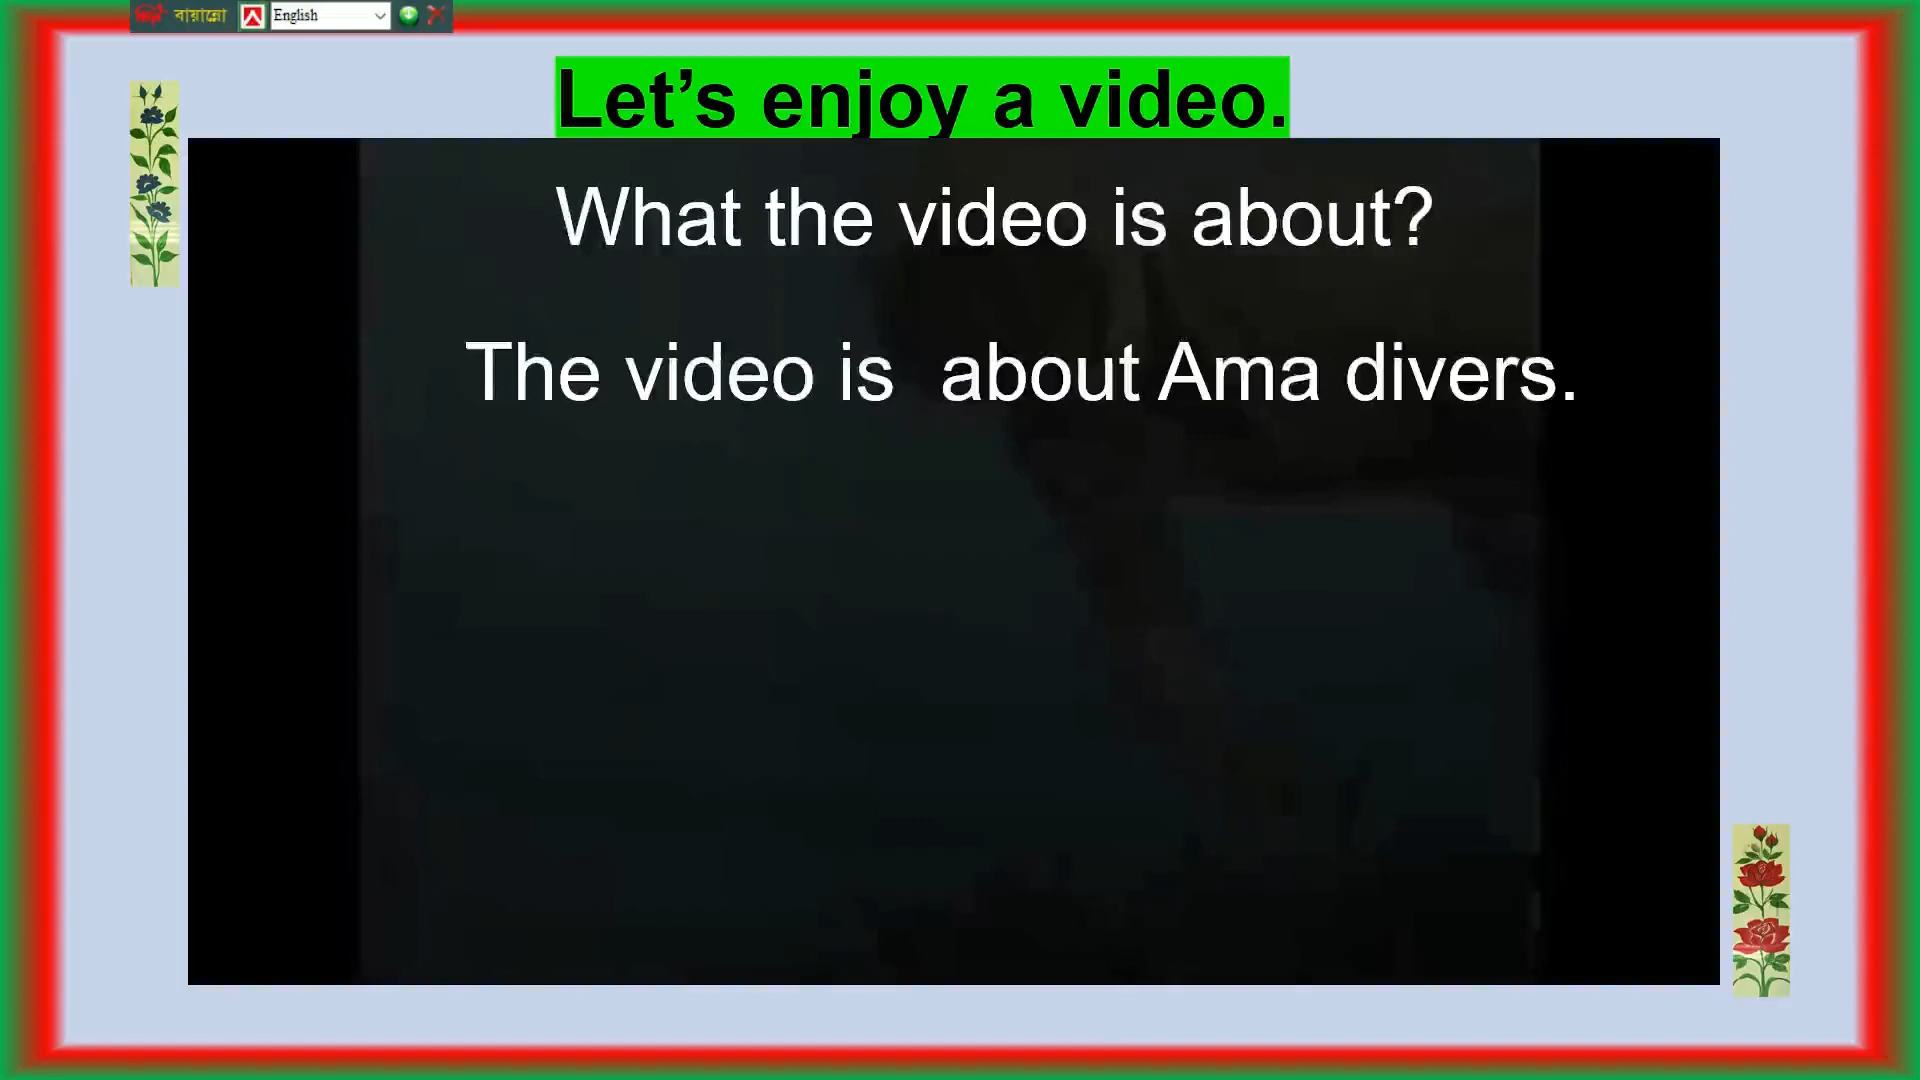 বায়ান্নো English
Let’s enjoy a video.
What the video is about?
The video is about Ama divers.